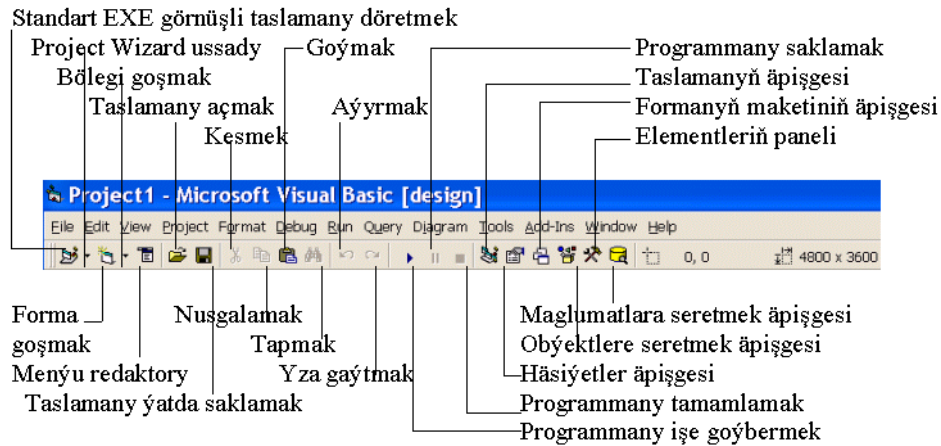 Standart EXE görnüşli taslamany döretmek
Project Wizard ussady
Goýmak
Programmany saklamak
Bölegi goşmak
Taslamanyň äpişgesi
Taslamany açmak
Aýyrmak
Formanyň maketiniň äpişgesi
Kesmek
Elementleriň paneli
Project1 - Microsoft Visual Basic [design]
File Edit View Project Format Debug Run Query Diagram Tools Add-Ins Window Help
0, 0
4800 x 3600
Forma goşmak
Nusgalamak
Maglumatlara seretmek äpişgesi
Tapmak
Obýektlere seretmek äpişgesi
Menýu redaktory
Yza gaýtmak
Häsiýetler äpişgesi
Taslamany ýatda saklamak
Programmany tamamlamak
Programmany işe goýbermek